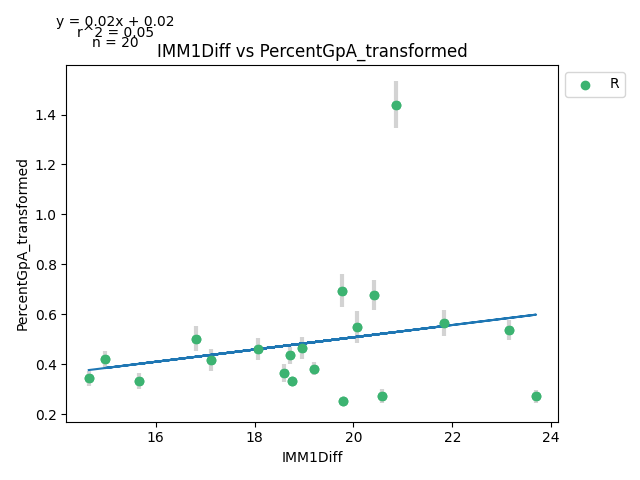 y = 0.02x + 0.02
r^2 = 0.05
n = 20
IMM1Diff vs PercentGpA_transformed
R
PercentGpA_transformed
1.4
1.2
1.0
0.8
0.6
0.4
0.2
16 18 20 22 24
IMM1Diff